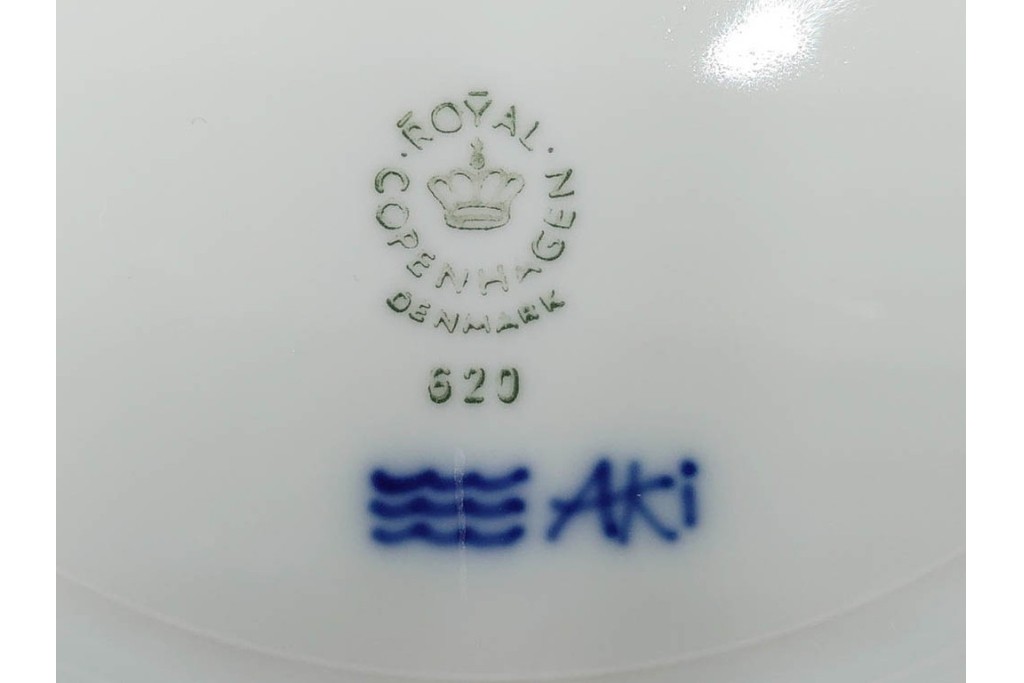 ROYAL
COPENHAGEN
DENMARK
620
AKi